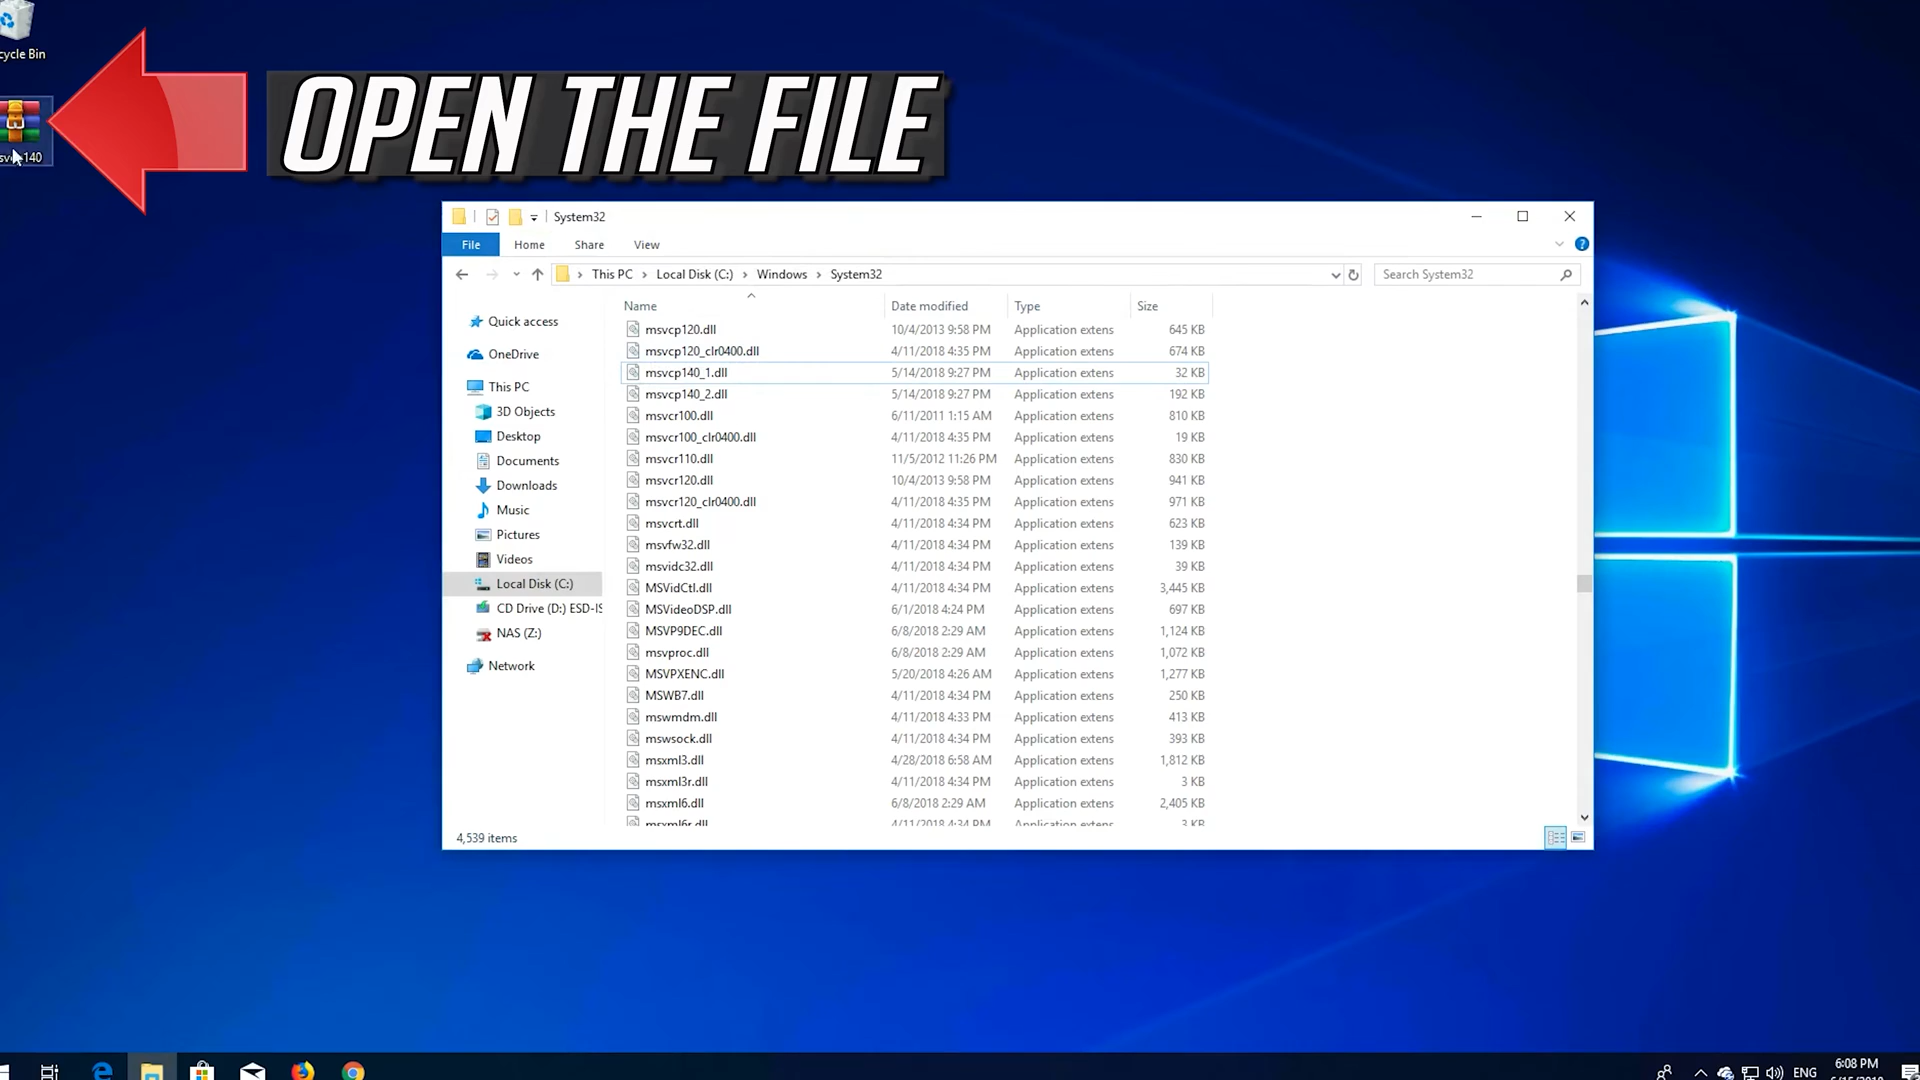 cycle Bin
140
OPEN THE FILE
System32
File Home Share View
This PC Local Disk (C:) Windows System32
Search System32
Name Date modified Type Size
Quick access
OneDrive
This PC
3D Objects
Desktop
Documents
Downloads
Music
Pictures
Videos
Local Disk (C:)
CD Drive (D:) ESD-IS
NAS (Z:)
Network
msvcp120.dll 10/4/2013 9:58 PM Application extens 645 KB
msvcp120_clr0400.dll 4/11/2018 4:35 PM Application extens 674 KB
msvcp140_1.dll 5/14/2018 9:27 PM Application extens 32 KB
msvcp140_2.dll 5/14/2018 9:27 PM Application extens 192 KB
msvcr100.dll 6/11/2011 1:15 AM Application extens 810 KB
msvcr100_clr0400.dll 4/11/2018 4:35 PM Application extens 19 KB
msvcr110.dll 11/5/2012 11:26 PM Application extens 830 KB
msvcr120.dll 10/4/2013 9:58 PM Application extens 941 KB
msvcr120_clr0400.dll 4/11/2018 4:35 PM Application extens 971 KB
msvcrt.dll 4/11/2018 4:34 PM Application extens 623 KB
msvfw32.dll 4/11/2018 4:34 PM Application extens 139 KB
msvidc32.dll 4/11/2018 4:34 PM Application extens 39 KB
MSVidCtl.dll 4/11/2018 4:34 PM Application extens 3,445 KB
MSVideoDSP.dll 6/1/2018 4:24 PM Application extens 697 KB
MSVP9DEC.dll 6/8/2018 2:29 AM Application extens 1,124 KB
msvproc.dll 6/8/2018 2:29 AM Application extens 1,072 KB
MSVPXENC.dll 5/20/2018 4:26 AM Application extens 1,277 KB
MSWB7.dll 4/11/2018 4:34 PM Application extens 250 KB
mswmdm.dll 4/11/2018 4:33 PM Application extens 413 KB
mswsock.dll 4/11/2018 4:34 PM Application extens 393 KB
msxml3.dll 4/28/2018 6:58 AM Application extens 1,812 KB
msxml3r.dll 4/11/2018 4:34 PM Application extens 3 KB
msxml6.dll 6/8/2018 2:29 AM Application extens 2,405 KB
msxml6r.dll 4/11/2018 4:34 PM Application extens 3 KB
4,539 items
ENG
6:08 PM